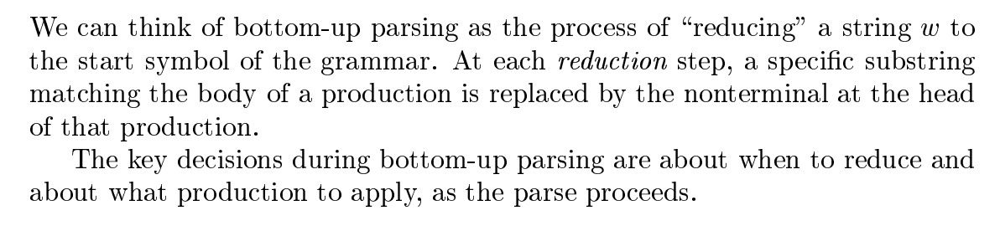 We can think of bottom-up parsing as the process of “reducing” a string w to
the start symbol of the grammar. At each reduction step, a specific substring
matching the body of a production is replaced by the nonterminal at the head
of that production.
The key decisions during bottom-up parsing are about when to reduce and
about what production to apply, as the parse proceeds.